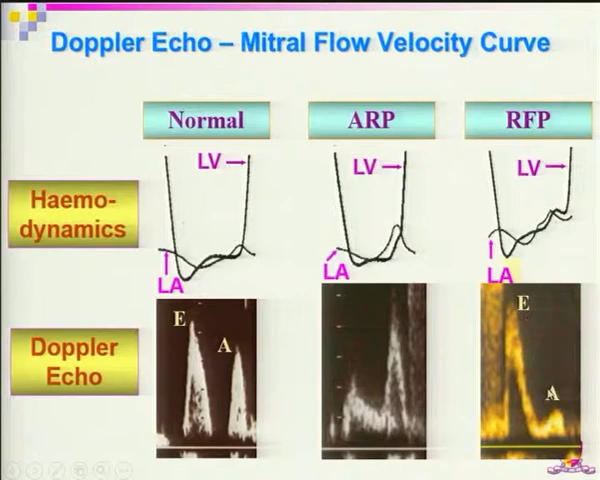 Doppler Echo – Mitral Flow Velocity Curve
Normal
ARP
RFP
Haemo-
dynamics
LV
LA
LV
LA
LV
LA
Doppler
Echo
E
A
E
A